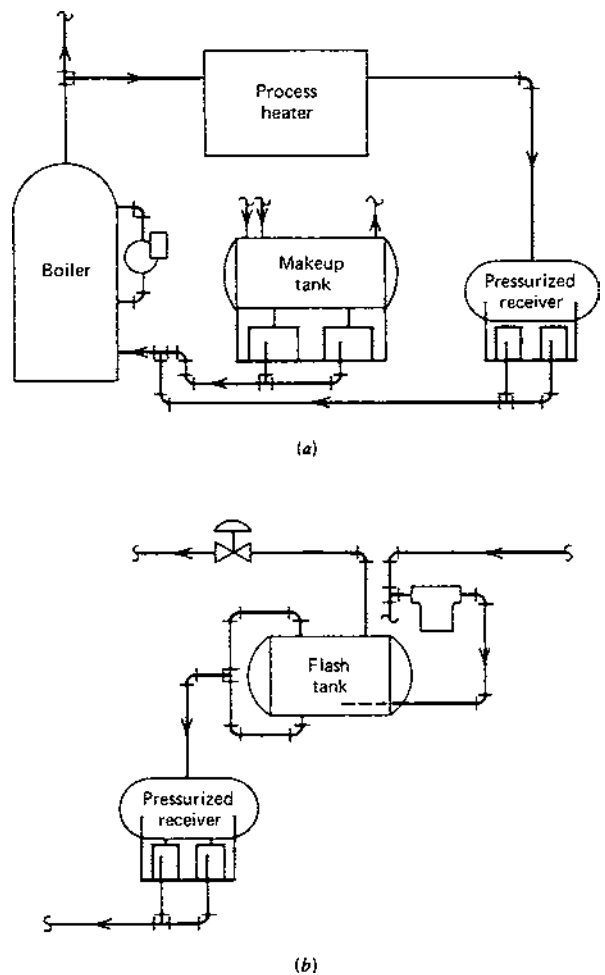 Process
heater
Boiler
Makeup
tank
Pressurized
receiver
(a)
Flash
tank
Pressurized
receiver
(b)